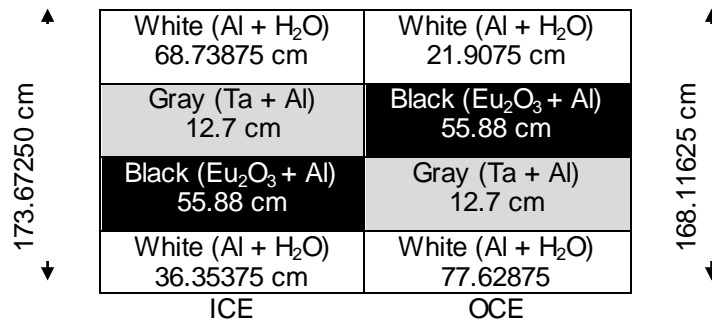 173.67250 cm
White (Al + H₂O)
68.73875 cm
White (Al + H₂O)
21.9075 cm
Gray (Ta + Al)
12.7 cm
Black (Eu₂O₃ + Al)
55.88 cm
Black (Eu₂O₃ + Al)
55.88 cm
Gray (Ta + Al)
12.7 cm
White (Al + H₂O)
36.35375 cm
White (Al + H₂O)
77.62875
ICE
OCE
168.11625 cm